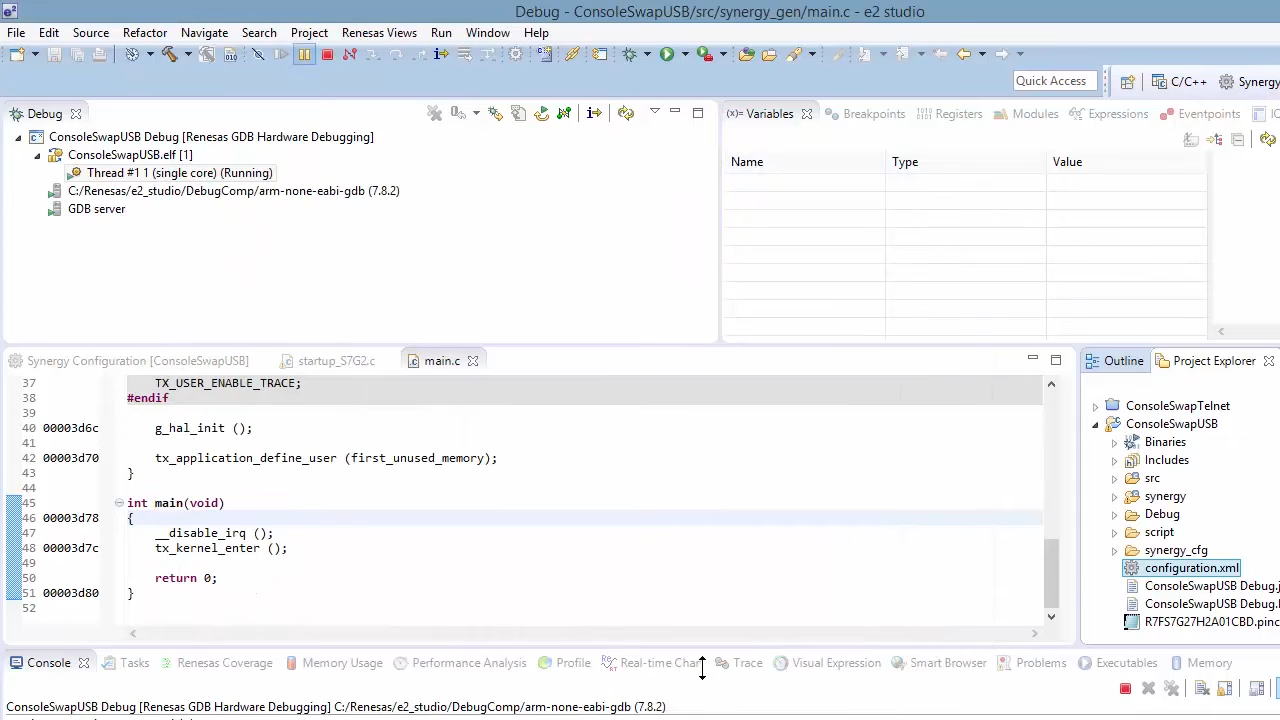 Debug - ConsoleSwapUSB/src/synergy_gen/main.c - e2 studio
File Edit Source Refactor Navigate Search Project Renesas Views Run Window Help
Quick Access C/C++ Synergy
Debug
ConsoleSwapUSB Debug [Renesas GDB Hardware Debugging]
ConsoleSwapUSB.elf [1]
Thread #1 1 (single core) (Running)
C:/Renesas/e2_studio/DebugComp/arm-none-eabi-gdb (7.8.2)
GDB server
(x)= Variables Breakpoints Registers Modules Expressions Eventpoints
Name Type Value
Synergy Configuration [ConsoleSwapUSB] startup_S7G2.c main.c
37 TX_USER_ENABLE_TRACE;
38 #endif
39
40 00003d6c g_hal_init ();
41
42 00003d70 tx_application_define_user (first_unused_memory);
43 }
44
45 int main(void)
46 00003d78 {
47 __disable_irq ();
48 00003d7c tx_kernel_enter ();
49
50 return 0;
51 00003d80 }
52
Outline Project Explorer
ConsoleSwapTelnet
ConsoleSwapUSB
Binaries
Includes
src
synergy
Debug
script
synergy_cfg
configuration.xml
ConsoleSwapUSB Debug.j
ConsoleSwapUSB Debug.
R7FS7G27H2A01CBD.pinc
Console Tasks Renesas Coverage Memory Usage Performance Analysis Profile Real-time Chart Trace Visual Expression Smart Browser Problems Executables Memory
ConsoleSwapUSB Debug [Renesas GDB Hardware Debugging] C:/Renesas/e2_studio/DebugComp/arm-none-eabi-gdb (7.8.2)